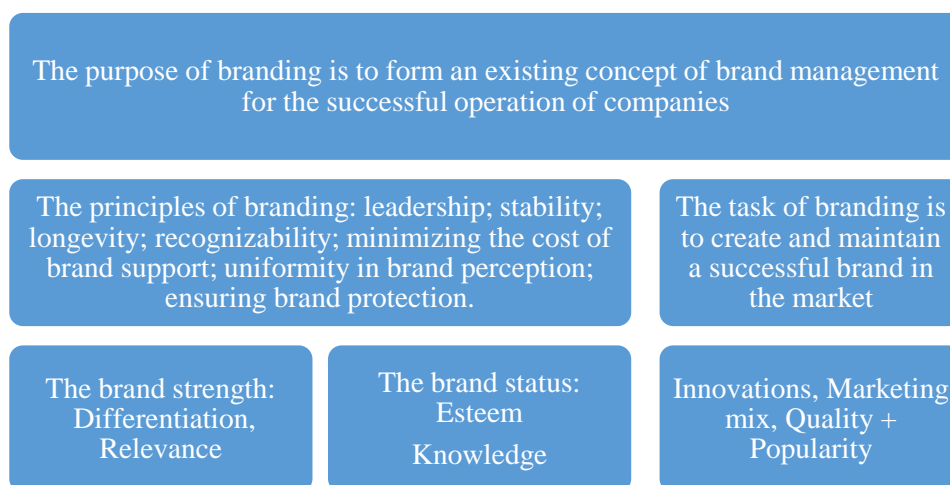 The purpose of branding is to form an existing concept of brand management
for the successful operation of companies
The principles of branding: leadership; stability;
longevity; recognizability; minimizing the cost of
brand support; uniformity in brand perception;
ensuring brand protection.
The task of branding is
to create and maintain
a successful brand in
the market
The brand strength:
Differentiation,
Relevance
The brand status:
Esteem
Knowledge
Innovations, Marketing
mix, Quality +
Popularity